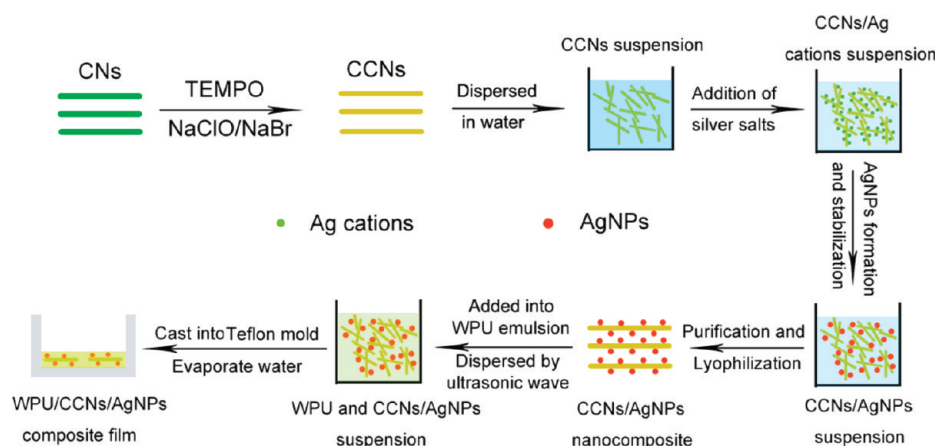 CNs
TEMPO
NaClO/NaBr
CCNs
Dispersed
in water
CCNs suspension
Addition of
silver salts
CCNs/Ag
cations suspension
AgNPs formation
and stabilization
Ag cations
AgNPs
CCNs/AgNPs
suspension
Purification and
Lyophilization
CCNs/AgNPs
nanocomposite
Added into
WPU emulsion
Dispersed by
ultrasonic wave
WPU and CCNs/AgNPs
suspension
Cast into Teflon mold
Evaporate water
WPU/CCNs/AgNPs
composite film